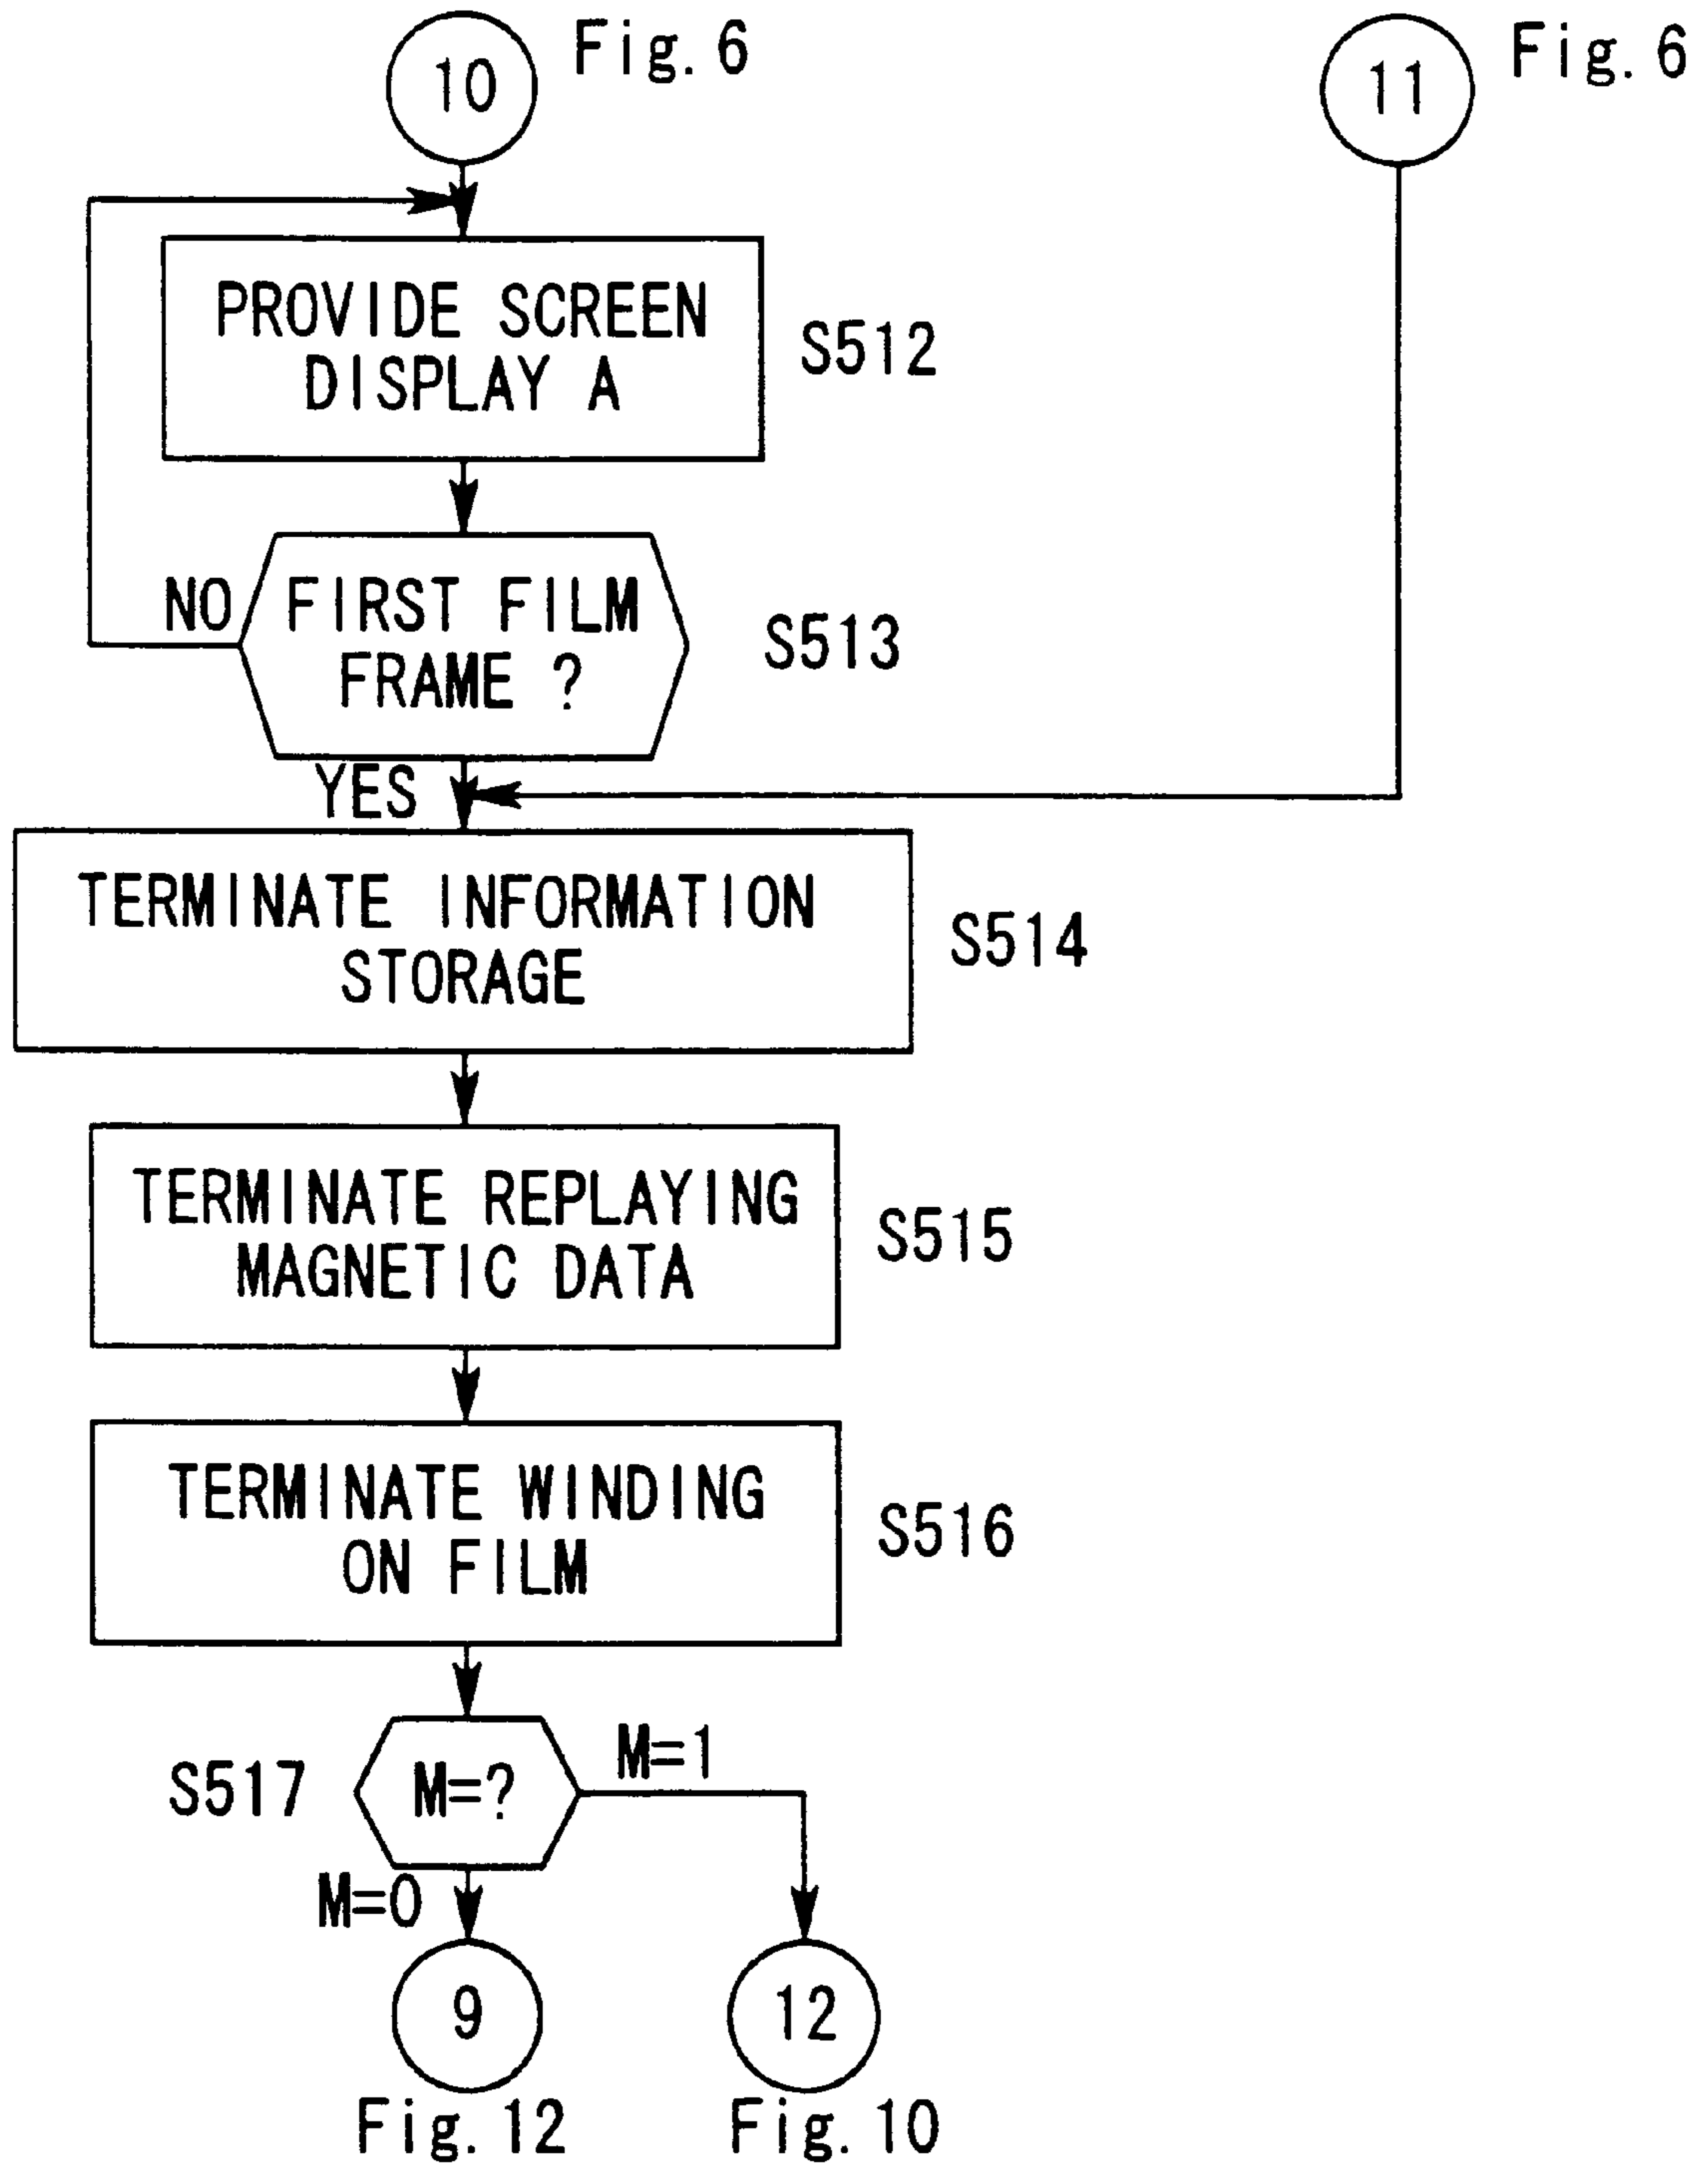 10
Fig. 6
11
Fig. 6
PROVIDE SCREEN
DISPLAY A
S512
NO
FIRST FILM
FRAME ?
S513
YES
TERMINATE INFORMATION
STORAGE
S514
TERMINATE REPLAYING
MAGNETIC DATA
S515
TERMINATE WINDING
ON FILM
S516
S517
M=?
M=1
M=0
9
12
Fig. 12
Fig. 10